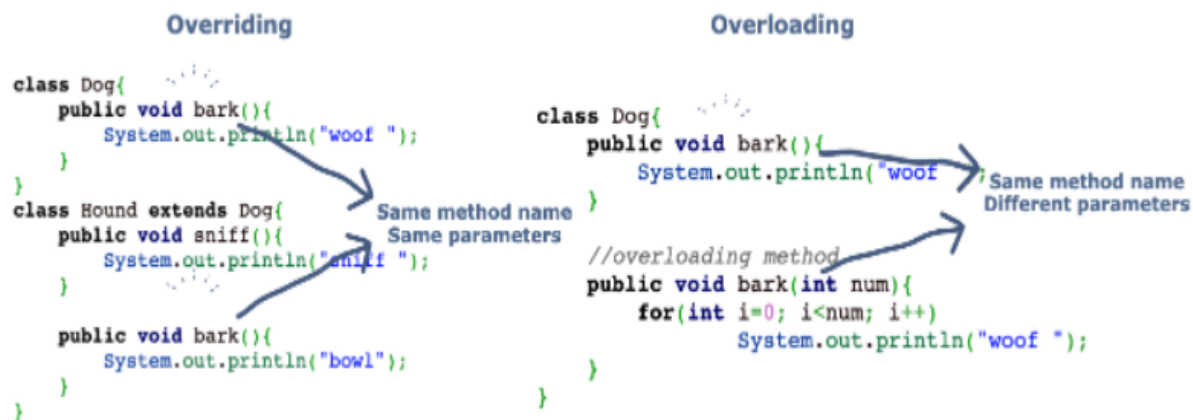 Overriding
class Dog{
public void bark(){
System.out.println("woof ");
}
}
class Hound extends Dog{
public void sniff(){
System.out.println("sniff ");
}
public void bark(){
System.out.println("bowl");
}
}
Same method name
Same parameters
Overloading
class Dog{
public void bark(){
System.out.println("woof ;
}
//overloading method
public void bark(int num){
for(int i=0; i<num; i++)
System.out.println("woof ");
}
}
Same method name
Different parameters